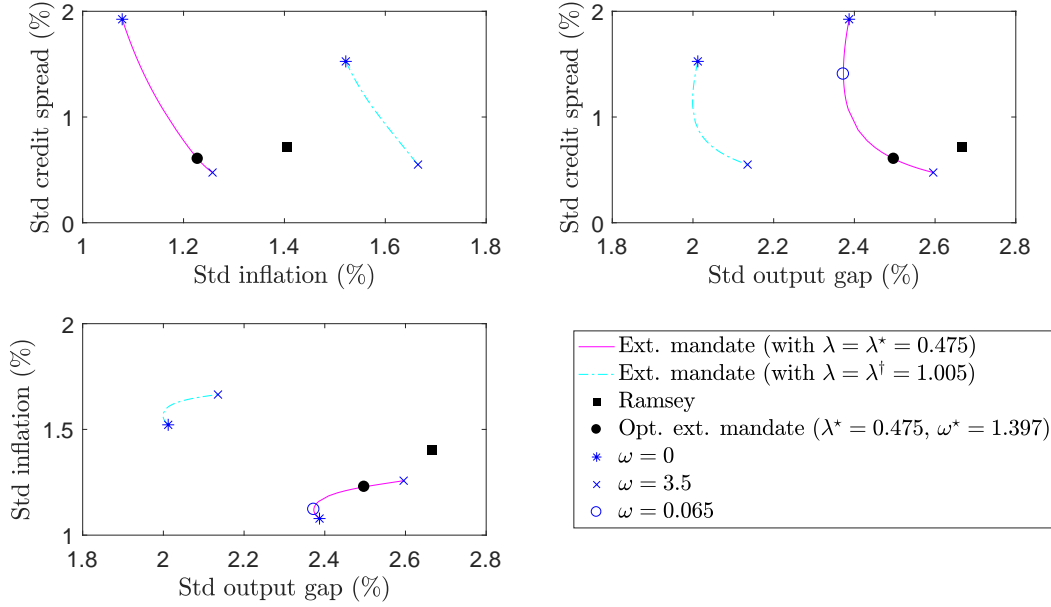 2
1
0
1
1.2
1.4
1.6
1.8
Std inflation (%)
Std credit spread (%)
2
1
0
1.8
2
2.2
2.4
2.6
2.8
Std output gap (%)
Std credit spread (%)
2
1.5
1
1.8
2
2.2
2.4
2.6
2.8
Std output gap (%)
Std inflation (%)
Ext. mandate (with λ = λ⋆ = 0.475)
Ext. mandate (with λ = λ† = 1.005)
Ramsey
Opt. ext. mandate (λ⋆ = 0.475, ω⋆ = 1.397)
ω = 0
ω = 3.5
ω = 0.065